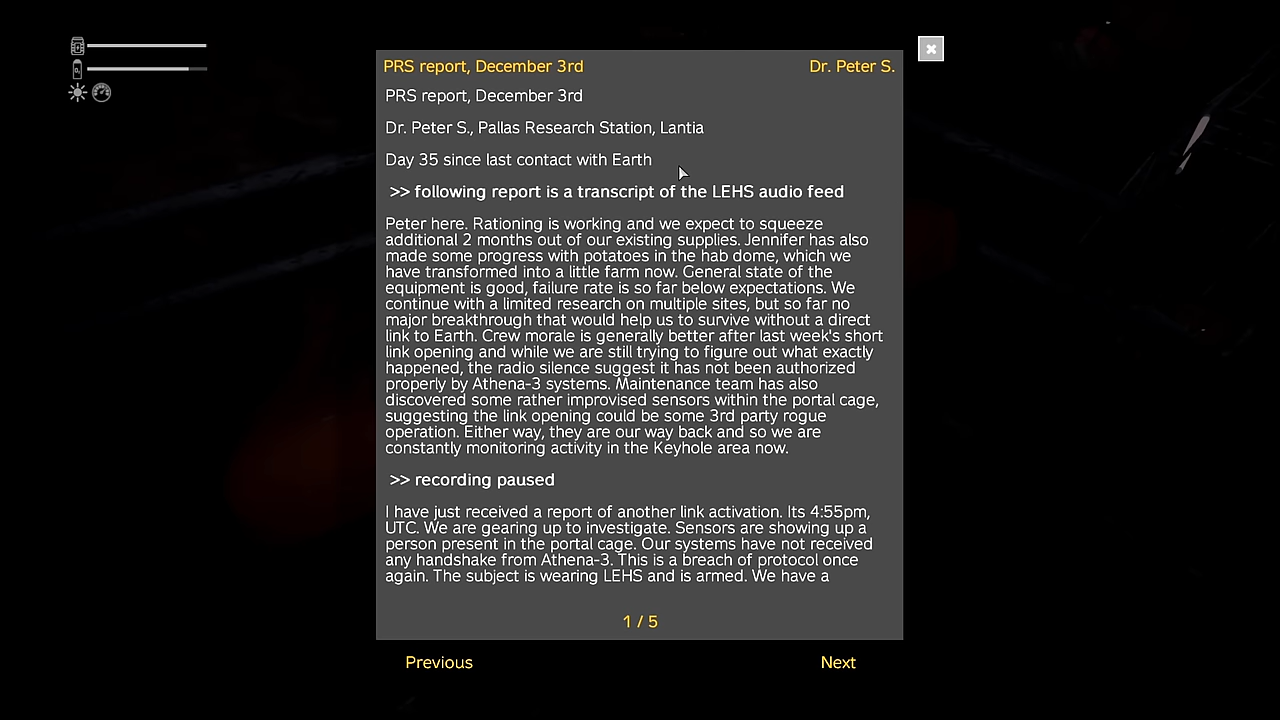 PRS report, December 3rd Dr. Peter S.
PRS report, December 3rd
Dr. Peter S., Pallas Research Station, Lantia
Day 35 since last contact with Earth
>> following report is a transcript of the LEHS audio feed
Peter here. Rationing is working and we expect to squeeze
additional 2 months out of our existing supplies. Jennifer has also
made some progress with potatoes in the hab dome, which we
have transformed into a little farm now. General state of the
equipment is good, failure rate is so far below expectations. We
continue with a limited research on multiple sites, but so far no
major breakthrough that would help us to survive without a direct
link to Earth. Crew morale is generally better after last week's short
link opening and while we are still trying to figure out what exactly
happened, the radio silence suggest it has not been authorized
properly by Athena-3 systems. Maintenance team has also
discovered some rather improvised sensors within the portal cage,
suggesting the link opening could be some 3rd party rogue
operation. Either way, they are our way back and so we are
constantly monitoring activity in the Keyhole area now.
>> recording paused
I have just received a report of another link activation. Its 4:55pm,
UTC. We are gearing up to investigate. Sensors are showing up a
person present in the portal cage. Our systems have not received
any handshake from Athena-3. This is a breach of protocol once
again. The subject is wearing LEHS and is armed. We have a
1 / 5
Previous Next